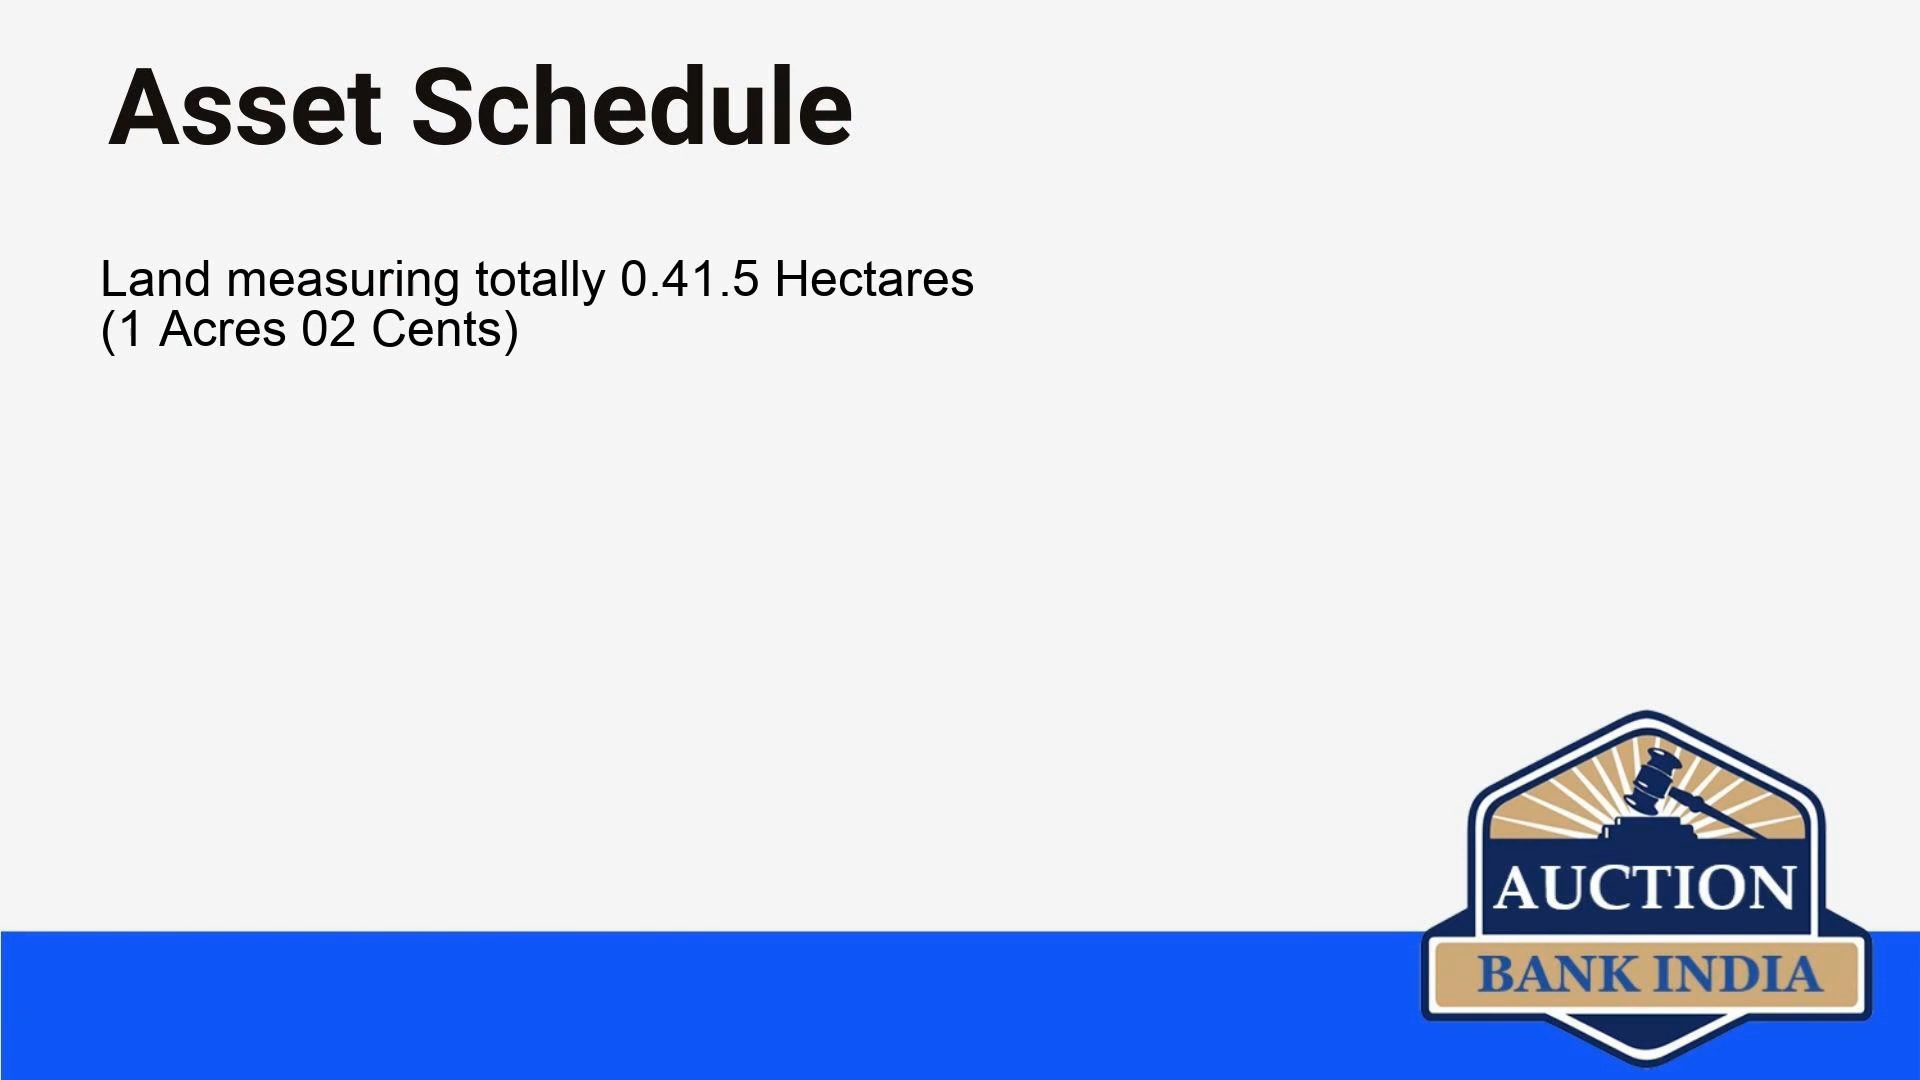 Asset Schedule
Land measuring totally 0.41.5 Hectares
(1 Acres 02 Cents)
AUCTION
BANK INDIA